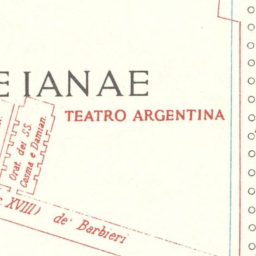 EIANAE
TEATRO ARGENTINA
Orat. dei SS.
Cosma e Damian.
XVIII) de' Barbieri